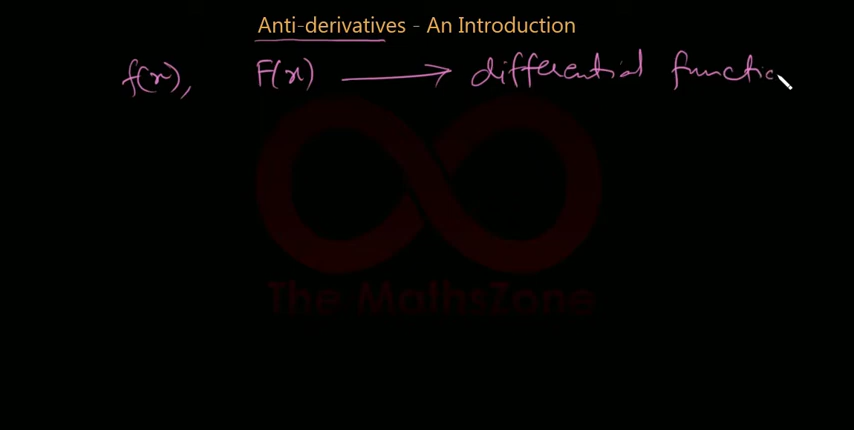 Anti-derivatives - An Introduction
f(x), F(x) → differential functio
The MathsZone